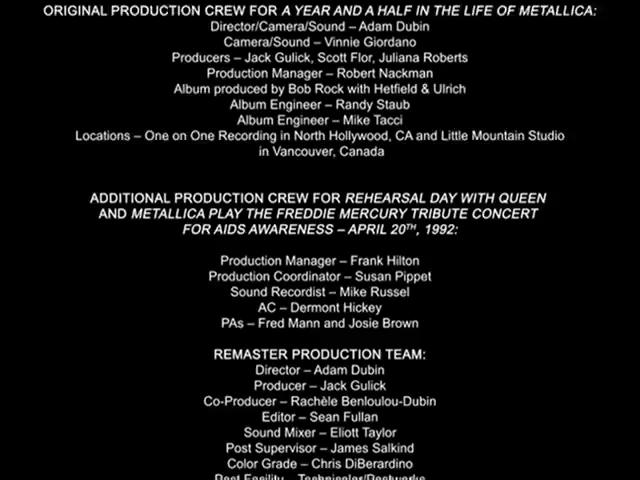 ORIGINAL PRODUCTION CREW FOR A YEAR AND A HALF IN THE LIFE OF METALLICA:
Director/Camera/Sound – Adam Dubin
Camera/Sound – Vinnie Giordano
Producers – Jack Gulick, Scott Flor, Juliana Roberts
Production Manager – Robert Nackman
Album produced by Bob Rock with Hetfield & Ulrich
Album Engineer – Randy Staub
Album Engineer – Mike Tacci
Locations – One on One Recording in North Hollywood, CA and Little Mountain Studio
in Vancouver, Canada
ADDITIONAL PRODUCTION CREW FOR REHEARSAL DAY WITH QUEEN
AND METALLICA PLAY THE FREDDIE MERCURY TRIBUTE CONCERT
FOR AIDS AWARENESS – APRIL 20TH, 1992:
Production Manager – Frank Hilton
Production Coordinator – Susan Pippet
Sound Recordist – Mike Russel
AC – Dermont Hickey
PAs – Fred Mann and Josie Brown
REMASTER PRODUCTION TEAM:
Director – Adam Dubin
Producer – Jack Gulick
Co-Producer – Rachèle Benloulou-Dubin
Editor – Sean Fullan
Sound Mixer – Eliott Taylor
Post Supervisor – James Salkind
Color Grade – Chris DiBerardino
Post Facility – Technicolor/Postworks